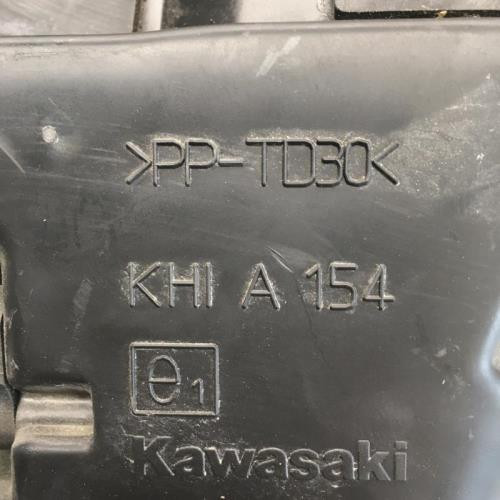 >PP-TD30<
KHI A 154
e1
Kawasaki